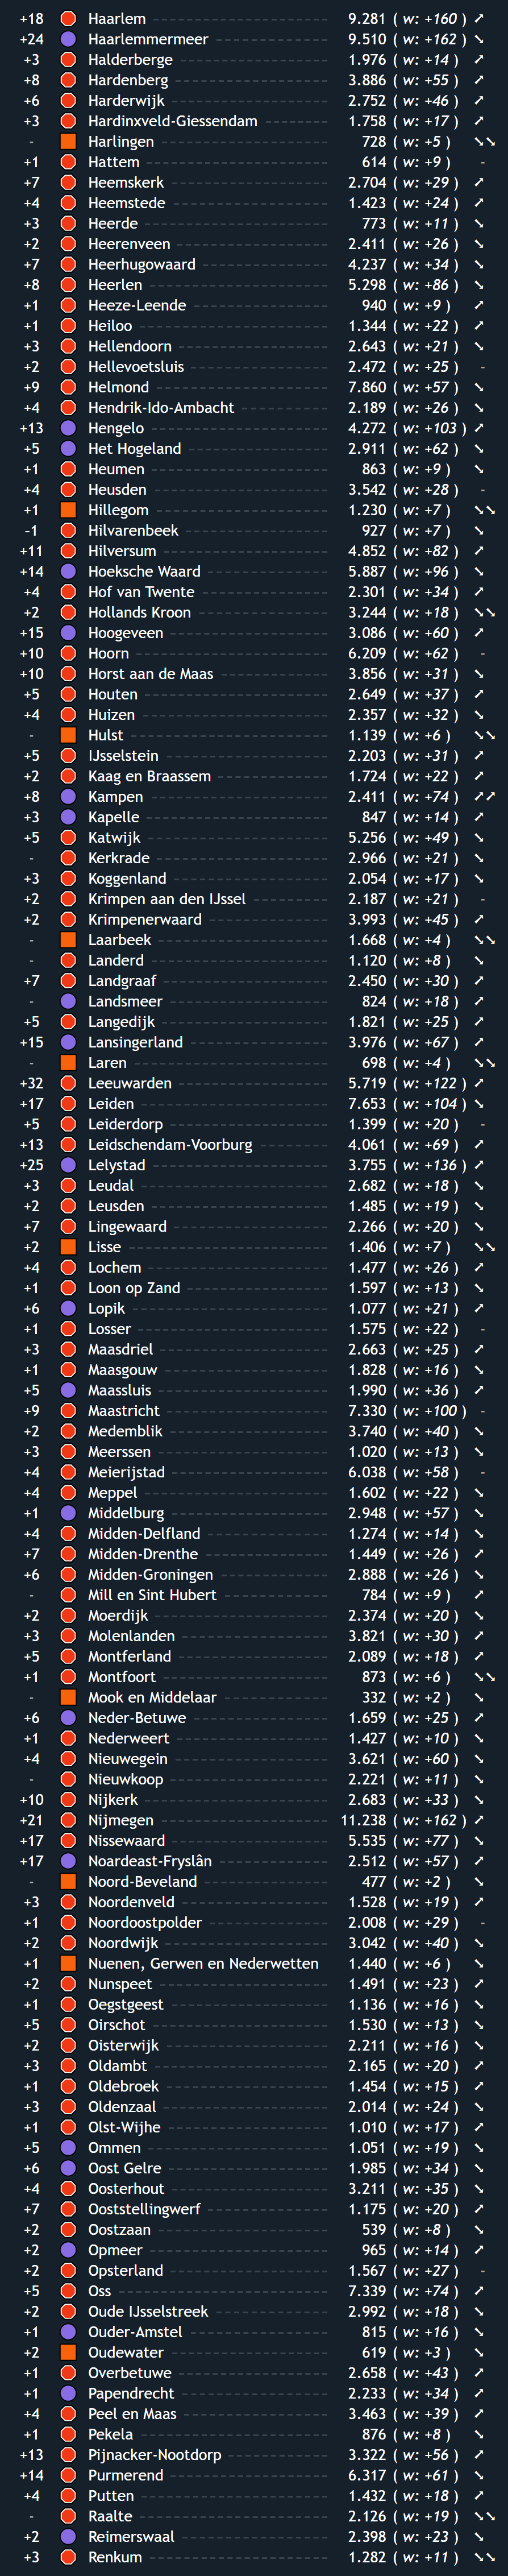 +18 Haarlem 9.281 ( w: +160 ) ➚
+24 Haarlemmermeer 9.510 ( w: +162 ) ➘
+3 Halderberge 1.976 ( w: +14 ) ➚
+8 Hardenberg 3.886 ( w: +55 ) ➚
+6 Harderwijk 2.752 ( w: +46 ) ➚
+3 Hardinxveld-Giessendam 1.758 ( w: +17 ) ➚
- Harlingen 728 ( w: +5 ) ➘➘
+1 Hattem 614 ( w: +9 ) -
+7 Heemskerk 2.704 ( w: +29 ) ➚
+4 Heemstede 1.423 ( w: +24 ) ➚
+3 Heerde 773 ( w: +11 ) ➘
+2 Heerenveen 2.411 ( w: +26 ) ➘
+7 Heerhugowaard 4.237 ( w: +34 ) ➘
+8 Heerlen 5.298 ( w: +86 ) ➘
+1 Heeze-Leende 940 ( w: +9 ) ➚
+1 Heiloo 1.344 ( w: +22 ) ➚
+3 Hellendoorn 2.643 ( w: +21 ) ➘
+2 Hellevoetsluis 2.472 ( w: +25 ) -
+9 Helmond 7.860 ( w: +57 ) ➘
+4 Hendrik-Ido-Ambacht 2.189 ( w: +26 ) ➘
+13 Hengelo 4.272 ( w: +103 ) ➚
+5 Het Hogeland 2.911 ( w: +62 ) ➘
+1 Heumen 863 ( w: +9 ) ➘
+4 Heusden 3.542 ( w: +28 ) -
+1 Hillegom 1.230 ( w: +7 ) ➘➘
-1 Hilvarenbeek 927 ( w: +7 ) ➘
+11 Hilversum 4.852 ( w: +82 ) ➚
+14 Hoeksche Waard 5.887 ( w: +96 ) ➘
+4 Hof van Twente 2.301 ( w: +34 ) ➚
+2 Hollands Kroon 3.244 ( w: +18 ) ➘➘
+15 Hoogeveen 3.086 ( w: +60 ) ➚
+10 Hoorn 6.209 ( w: +62 ) -
+10 Horst aan de Maas 3.856 ( w: +31 ) ➘
+5 Houten 2.649 ( w: +37 ) ➚
+4 Huizen 2.357 ( w: +32 ) ➘
- Hulst 1.139 ( w: +6 ) ➘➘
+5 IJsselstein 2.203 ( w: +31 ) ➚
+2 Kaag en Braassem 1.724 ( w: +22 ) ➚
+8 Kampen 2.411 ( w: +74 ) ➚➚
+3 Kapelle 847 ( w: +14 ) ➚
+5 Katwijk 5.256 ( w: +49 ) ➘
- Kerkrade 2.966 ( w: +21 ) ➘
+3 Koggenland 2.054 ( w: +17 ) ➘
+2 Krimpen aan den IJssel 2.187 ( w: +21 ) -
+2 Krimpenerwaard 3.993 ( w: +45 ) ➚
- Laarbeek 1.668 ( w: +4 ) ➘➘
- Landerd 1.120 ( w: +8 ) ➘
+7 Landgraaf 2.450 ( w: +30 ) ➚
- Landsmeer 824 ( w: +18 ) ➚
+5 Langedijk 1.821 ( w: +25 ) ➚
+15 Lansingerland 3.976 ( w: +67 ) ➚
- Laren 698 ( w: +4 ) ➘➘
+32 Leeuwarden 5.719 ( w: +122 ) ➚
+17 Leiden 7.653 ( w: +104 ) ➘
+5 Leiderdorp 1.399 ( w: +20 ) -
+13 Leidschendam-Voorburg 4.061 ( w: +69 ) ➚
+25 Lelystad 3.755 ( w: +136 ) ➚
+3 Leudal 2.682 ( w: +18 ) ➘
+2 Leusden 1.485 ( w: +19 ) ➘
+7 Lingewaard 2.266 ( w: +20 ) ➘
+2 Lisse 1.406 ( w: +7 ) ➘➘
+4 Lochem 1.477 ( w: +26 ) ➚
+1 Loon op Zand 1.597 ( w: +13 ) ➘
+6 Lopik 1.077 ( w: +21 ) ➚
+1 Losser 1.575 ( w: +22 ) -
+3 Maasdriel 2.663 ( w: +25 ) ➚
+1 Maasgouw 1.828 ( w: +16 ) ➘
+5 Maassluis 1.990 ( w: +36 ) ➚
+9 Maastricht 7.330 ( w: +100 ) -
+2 Medemblik 3.740 ( w: +40 ) ➘
+3 Meerssen 1.020 ( w: +13 ) ➘
+4 Meierijstad 6.038 ( w: +58 ) -
+4 Meppel 1.602 ( w: +22 ) ➘
+1 Middelburg 2.948 ( w: +57 ) ➘
+4 Midden-Delfland 1.274 ( w: +14 ) ➘
+7 Midden-Drenthe 1.449 ( w: +26 ) ➚
+6 Midden-Groningen 2.888 ( w: +26 ) ➘
- Mill en Sint Hubert 784 ( w: +9 ) ➚
+2 Moerdijk 2.374 ( w: +20 ) ➘
+3 Molenlanden 3.821 ( w: +30 ) ➚
+5 Montferland 2.089 ( w: +18 ) ➚
+1 Montfoort 873 ( w: +6 ) ➘➘
- Mook en Middelaar 332 ( w: +2 ) ➘
+6 Neder-Betuwe 1.659 ( w: +25 ) ➚
+1 Nederweert 1.427 ( w: +10 ) ➘
+4 Nieuwegein 3.621 ( w: +60 ) ➘
- Nieuwkoop 2.221 ( w: +11 ) ➘
+10 Nijkerk 2.683 ( w: +33 ) ➘
+21 Nijmegen 11.238 ( w: +162 ) ➚
+17 Nissewaard 5.535 ( w: +77 ) ➘
+17 Noardeast-Fryslân 2.512 ( w: +57 ) ➚
- Noord-Beveland 477 ( w: +2 ) ➘
+3 Noordenveld 1.528 ( w: +19 ) ➚
+1 Noordoostpolder 2.008 ( w: +29 ) -
+2 Noordwijk 3.042 ( w: +40 ) ➘
+1 Nuenen, Gerwen en Nederwetten 1.440 ( w: +6 ) ➘
+2 Nunspeet 1.491 ( w: +23 ) ➚
+1 Oegstgeest 1.136 ( w: +16 ) ➘
+5 Oirschot 1.530 ( w: +13 ) ➘
+2 Oisterwijk 2.211 ( w: +16 ) ➘
+3 Oldambt 2.165 ( w: +20 ) ➚
+1 Oldebroek 1.454 ( w: +15 ) ➚
+3 Oldenzaal 2.014 ( w: +24 ) ➘
+1 Olst-Wijhe 1.010 ( w: +17 ) ➚
+5 Ommen 1.051 ( w: +19 ) ➘
+6 Oost Gelre 1.985 ( w: +34 ) ➘
+4 Oosterhout 3.211 ( w: +35 ) ➘
+7 Ooststellingwerf 1.175 ( w: +20 ) ➚
+2 Oostzaan 539 ( w: +8 ) ➘
+2 Opmeer 965 ( w: +14 ) ➚
+2 Opsterland 1.567 ( w: +27 ) -
+5 Oss 7.339 ( w: +74 ) ➚
+2 Oude IJsselstreek 2.992 ( w: +18 ) ➘
+1 Ouder-Amstel 815 ( w: +16 ) ➘
+2 Oudewater 619 ( w: +3 ) ➘
+1 Overbetuwe 2.658 ( w: +43 ) ➚
+1 Papendrecht 2.233 ( w: +34 ) ➚
+4 Peel en Maas 3.463 ( w: +39 ) ➚
+1 Pekela 876 ( w: +8 ) ➘
+13 Pijnacker-Nootdorp 3.322 ( w: +56 ) ➚
+14 Purmerend 6.317 ( w: +61 ) ➘
+4 Putten 1.432 ( w: +18 ) ➚
- Raalte 2.126 ( w: +19 ) ➘➘
+2 Reimerswaal 2.398 ( w: +23 ) ➘
+3 Renkum 1.282 ( w: +11 ) ➘➘